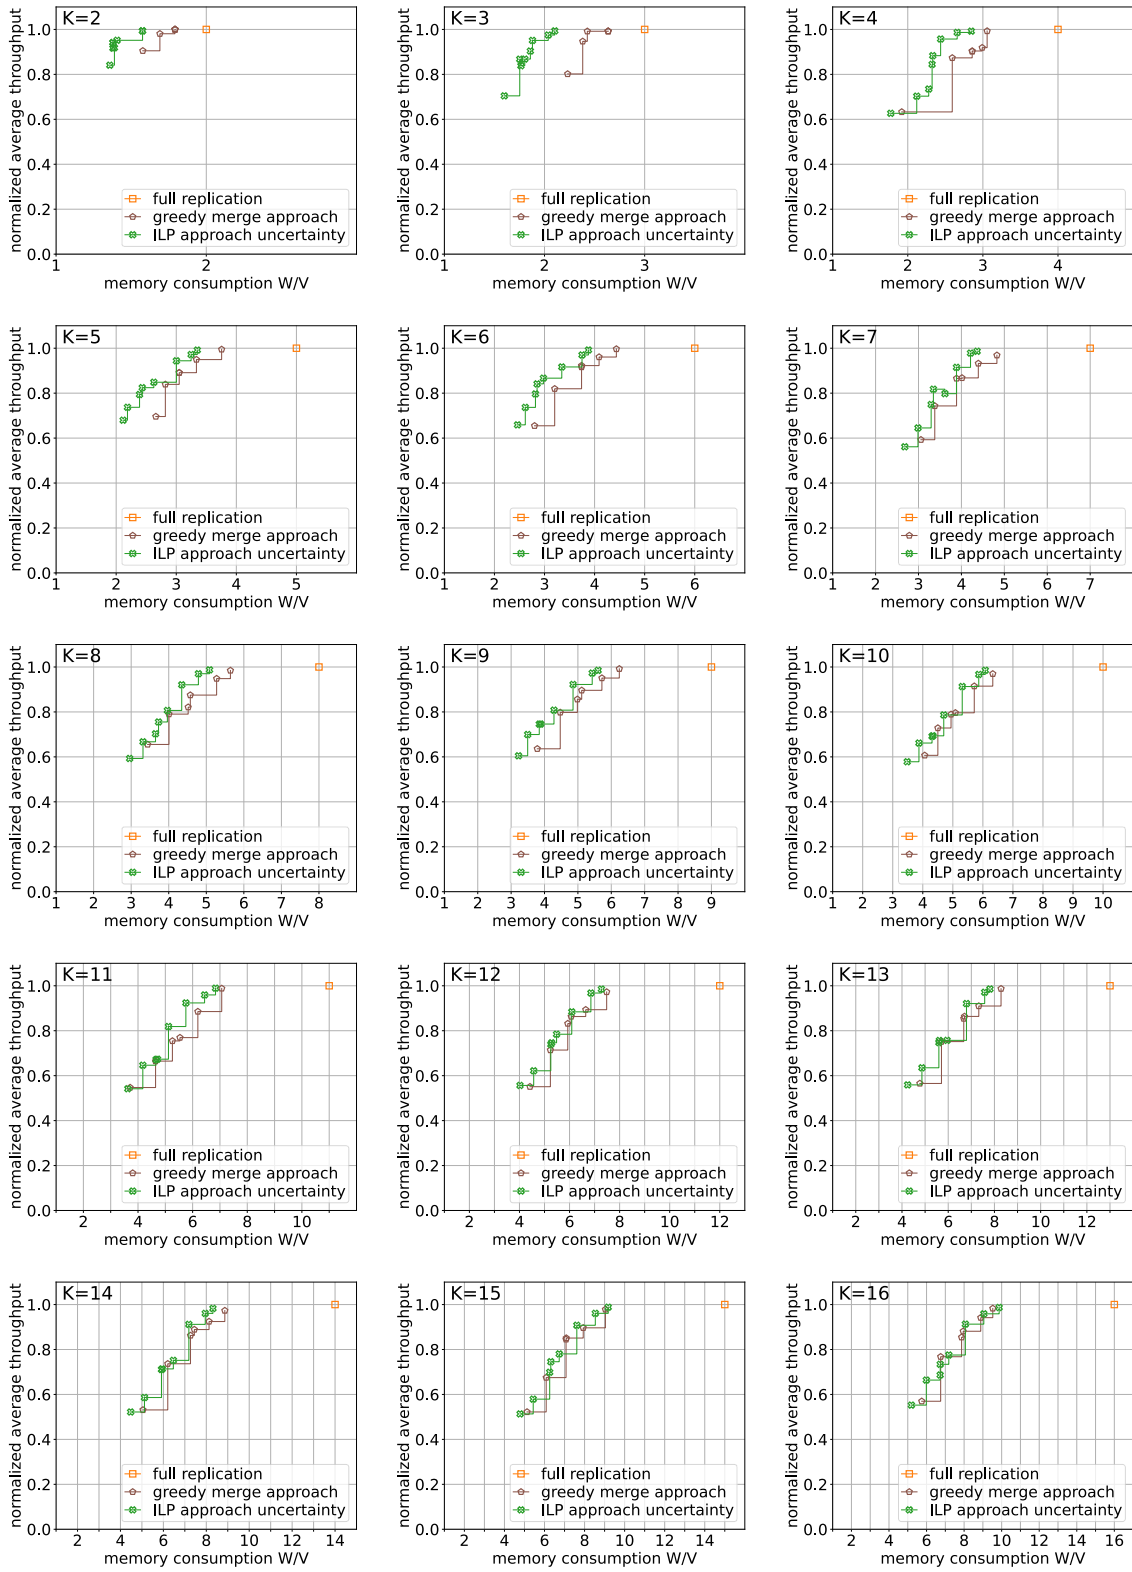 K=2
normalized average throughput
1.0
0.8
0.6
0.4
0.2
0.0
full replication
greedy merge approach
ILP approach uncertainty
1 2
memory consumption W/V
K=3
normalized average throughput
1.0
0.8
0.6
0.4
0.2
0.0
full replication
greedy merge approach
ILP approach uncertainty
1 2 3
memory consumption W/V
K=4
normalized average throughput
1.0
0.8
0.6
0.4
0.2
0.0
full replication
greedy merge approach
ILP approach uncertainty
1 2 3 4
memory consumption W/V
K=5
normalized average throughput
1.0
0.8
0.6
0.4
0.2
0.0
full replication
greedy merge approach
ILP approach uncertainty
1 2 3 4 5
memory consumption W/V
K=6
normalized average throughput
1.0
0.8
0.6
0.4
0.2
0.0
full replication
greedy merge approach
ILP approach uncertainty
1 2 3 4 5 6
memory consumption W/V
K=7
normalized average throughput
1.0
0.8
0.6
0.4
0.2
0.0
full replication
greedy merge approach
ILP approach uncertainty
1 2 3 4 5 6 7
memory consumption W/V
K=8
normalized average throughput
1.0
0.8
0.6
0.4
0.2
0.0
full replication
greedy merge approach
ILP approach uncertainty
1 2 3 4 5 6 7 8
memory consumption W/V
K=9
normalized average throughput
1.0
0.8
0.6
0.4
0.2
0.0
full replication
greedy merge approach
ILP approach uncertainty
1 2 3 4 5 6 7 8 9
memory consumption W/V
K=10
normalized average throughput
1.0
0.8
0.6
0.4
0.2
0.0
full replication
greedy merge approach
ILP approach uncertainty
1 2 3 4 5 6 7 8 9 10
memory consumption W/V
K=11
normalized average throughput
1.0
0.8
0.6
0.4
0.2
0.0
full replication
greedy merge approach
ILP approach uncertainty
2 4 6 8 10
memory consumption W/V
K=12
normalized average throughput
1.0
0.8
0.6
0.4
0.2
0.0
full replication
greedy merge approach
ILP approach uncertainty
2 4 6 8 10 12
memory consumption W/V
K=13
normalized average throughput
1.0
0.8
0.6
0.4
0.2
0.0
full replication
greedy merge approach
ILP approach uncertainty
2 4 6 8 10 12
memory consumption W/V
K=14
normalized average throughput
1.0
0.8
0.6
0.4
0.2
0.0
full replication
greedy merge approach
ILP approach uncertainty
2 4 6 8 10 12 14
memory consumption W/V
K=15
normalized average throughput
1.0
0.8
0.6
0.4
0.2
0.0
full replication
greedy merge approach
ILP approach uncertainty
2 4 6 8 10 12 14
memory consumption W/V
K=16
normalized average throughput
1.0
0.8
0.6
0.4
0.2
0.0
full replication
greedy merge approach
ILP approach uncertainty
2 4 6 8 10 12 14 16
memory consumption W/V